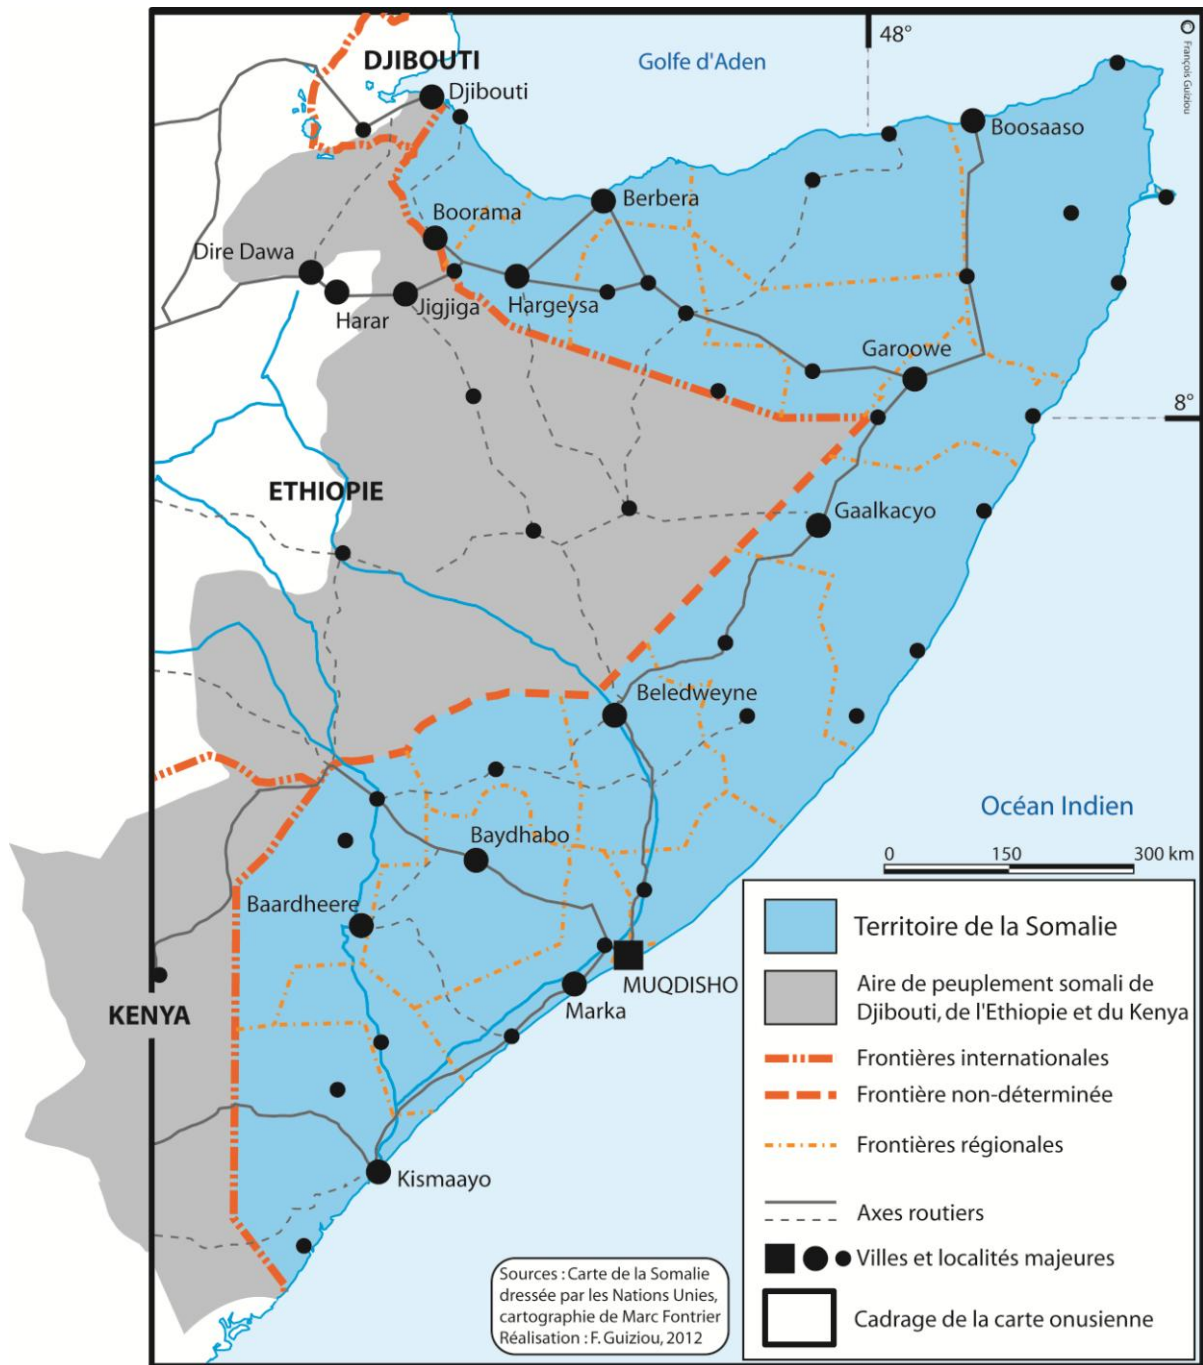 48°
© François Guiziou
Golfe d'Aden
DJIBOUTI
Djibouti
Boosaaso
Berbera
Boorama
Dire Dawa
Harar
Jigjiga
Hargeysa
Garoowe
8°
ETHIOPIE
Gaalkacyo
Beledweyne
Océan Indien
Baydhabo
0 150 300 km
Baardheere
MUQDISHO
Marka
KENYA
Kismaayo
Territoire de la Somalie
Aire de peuplement somali de
Djibouti, de l'Ethiopie et du Kenya
Frontières internationales
Frontière non-déterminée
Frontières régionales
Axes routiers
Villes et localités majeures
Cadrage de la carte onusienne
Sources : Carte de la Somalie
dressée par les Nations Unies,
cartographie de Marc Fontrier
Réalisation : F. Guiziou, 2012